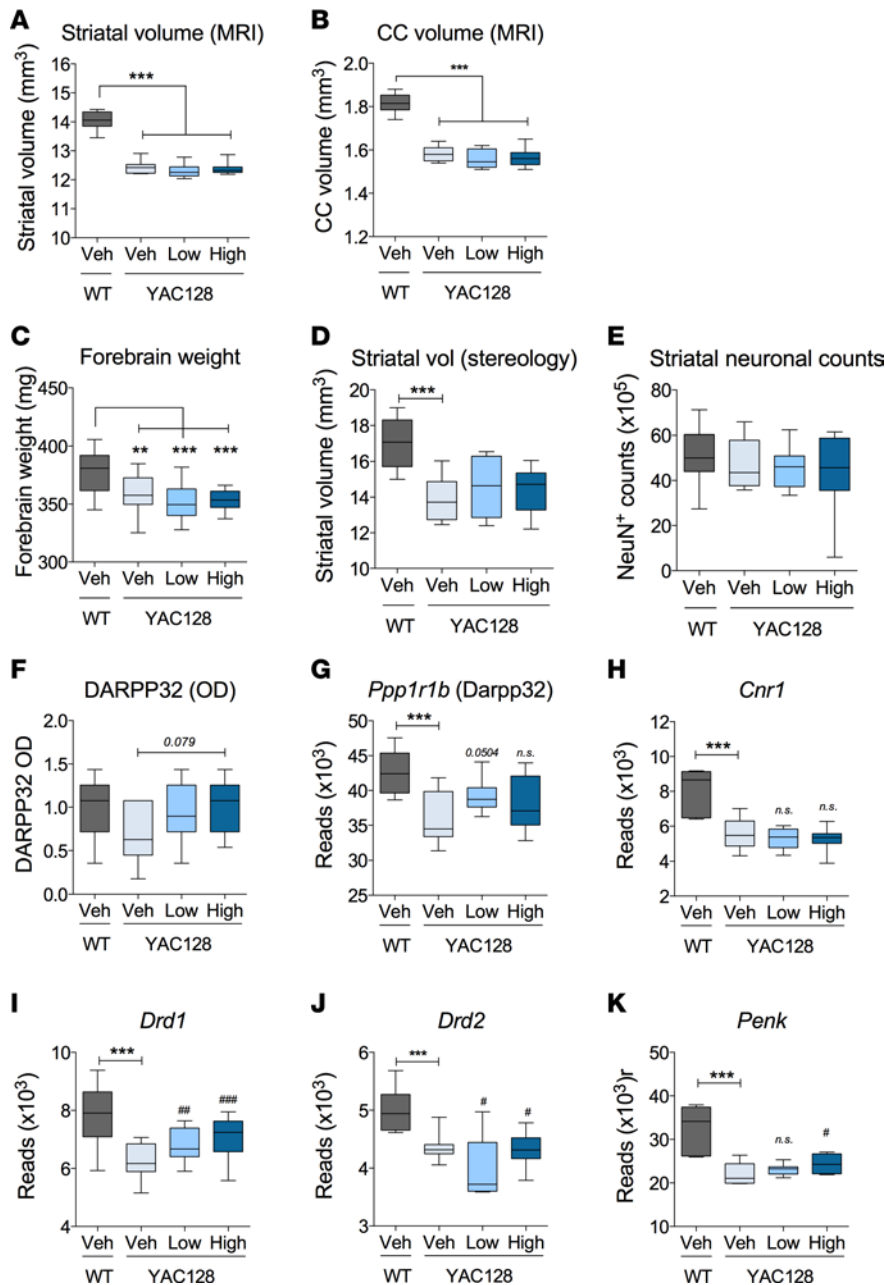 A
Striatal volume (MRI)
Striatal volume (mm³)
16
15
14
13
12
11
10
***
Veh Veh Low High
WT YAC128
B
CC volume (MRI)
CC volume (mm³)
2.0
1.8
1.6
1.4
1.2
***
Veh Veh Low High
WT YAC128
C
Forebrain weight
Forebrain weight (mg)
450
400
350
300
** *** ***
Veh Veh Low High
WT YAC128
D
Striatal vol (stereology)
Striatal volume (mm³)
20
18
16
14
12
10
***
Veh Veh Low High
WT YAC128
E
Striatal neuronal counts
NeuN⁺ counts (x10⁵)
80
60
40
20
0
Veh Veh Low High
WT YAC128
F
DARPP32 (OD)
DARPP32 OD
2.0
1.5
1.0
0.5
0.0
0.079
Veh Veh Low High
WT YAC128
G
Ppp1r1b (Darpp32)
Reads (x10³)
50
45
40
35
30
25
***
0.0504 n.s.
Veh Veh Low High
WT YAC128
H
Cnr1
Reads (x10³)
12
10
8
6
4
2
***
n.s. n.s.
Veh Veh Low High
WT YAC128
I
Drd1
Reads (x10³)
10
8
6
4
***
## ###
Veh Veh Low High
WT YAC128
J
Drd2
Reads (x10³)
6
5
4
3
***
# #
Veh Veh Low High
WT YAC128
K
Penk
Reads (x10³)r
50
40
30
20
10
***
n.s. #
Veh Veh Low High
WT YAC128